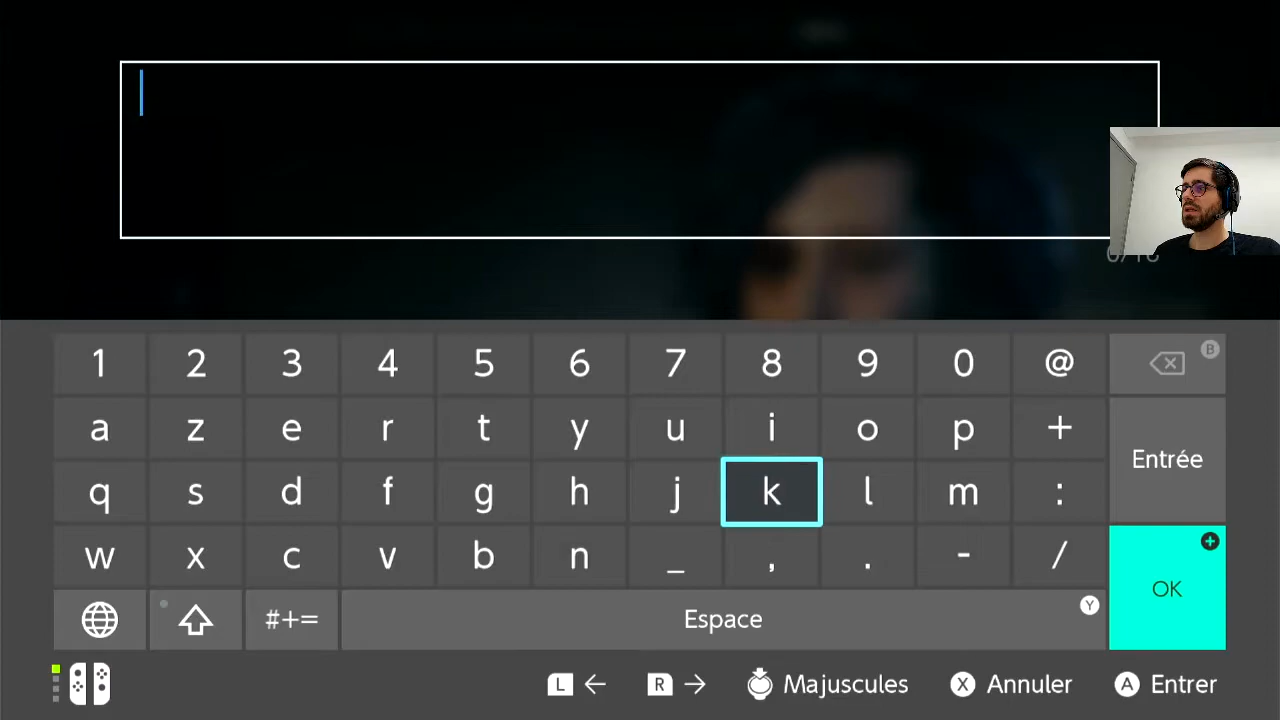 1 2 3 4 5 6 7 8 9 0 @ B
a z e r t y u i o p +
Entrée
q s d f g h j k l m :
w x c v b n _ , . - /
OK
#+= Espace Y
L ← R → Majuscules X Annuler A Entrer